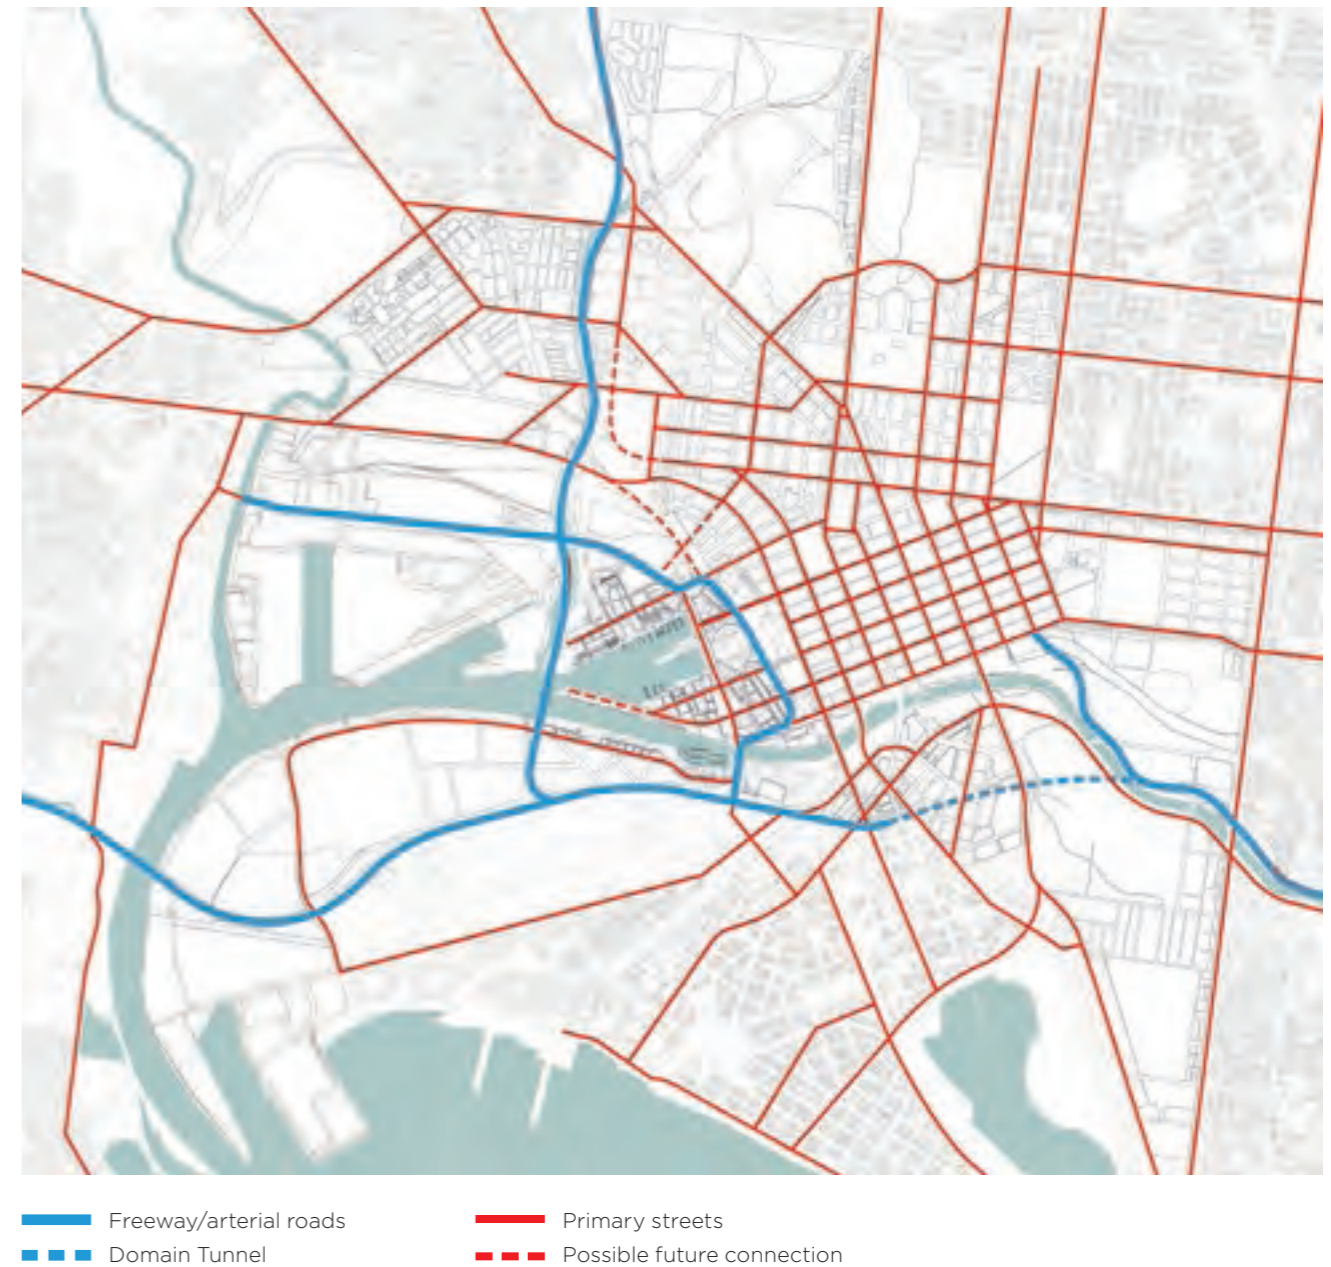 Freeway/arterial roads
Primary streets
Domain Tunnel
Possible future connection